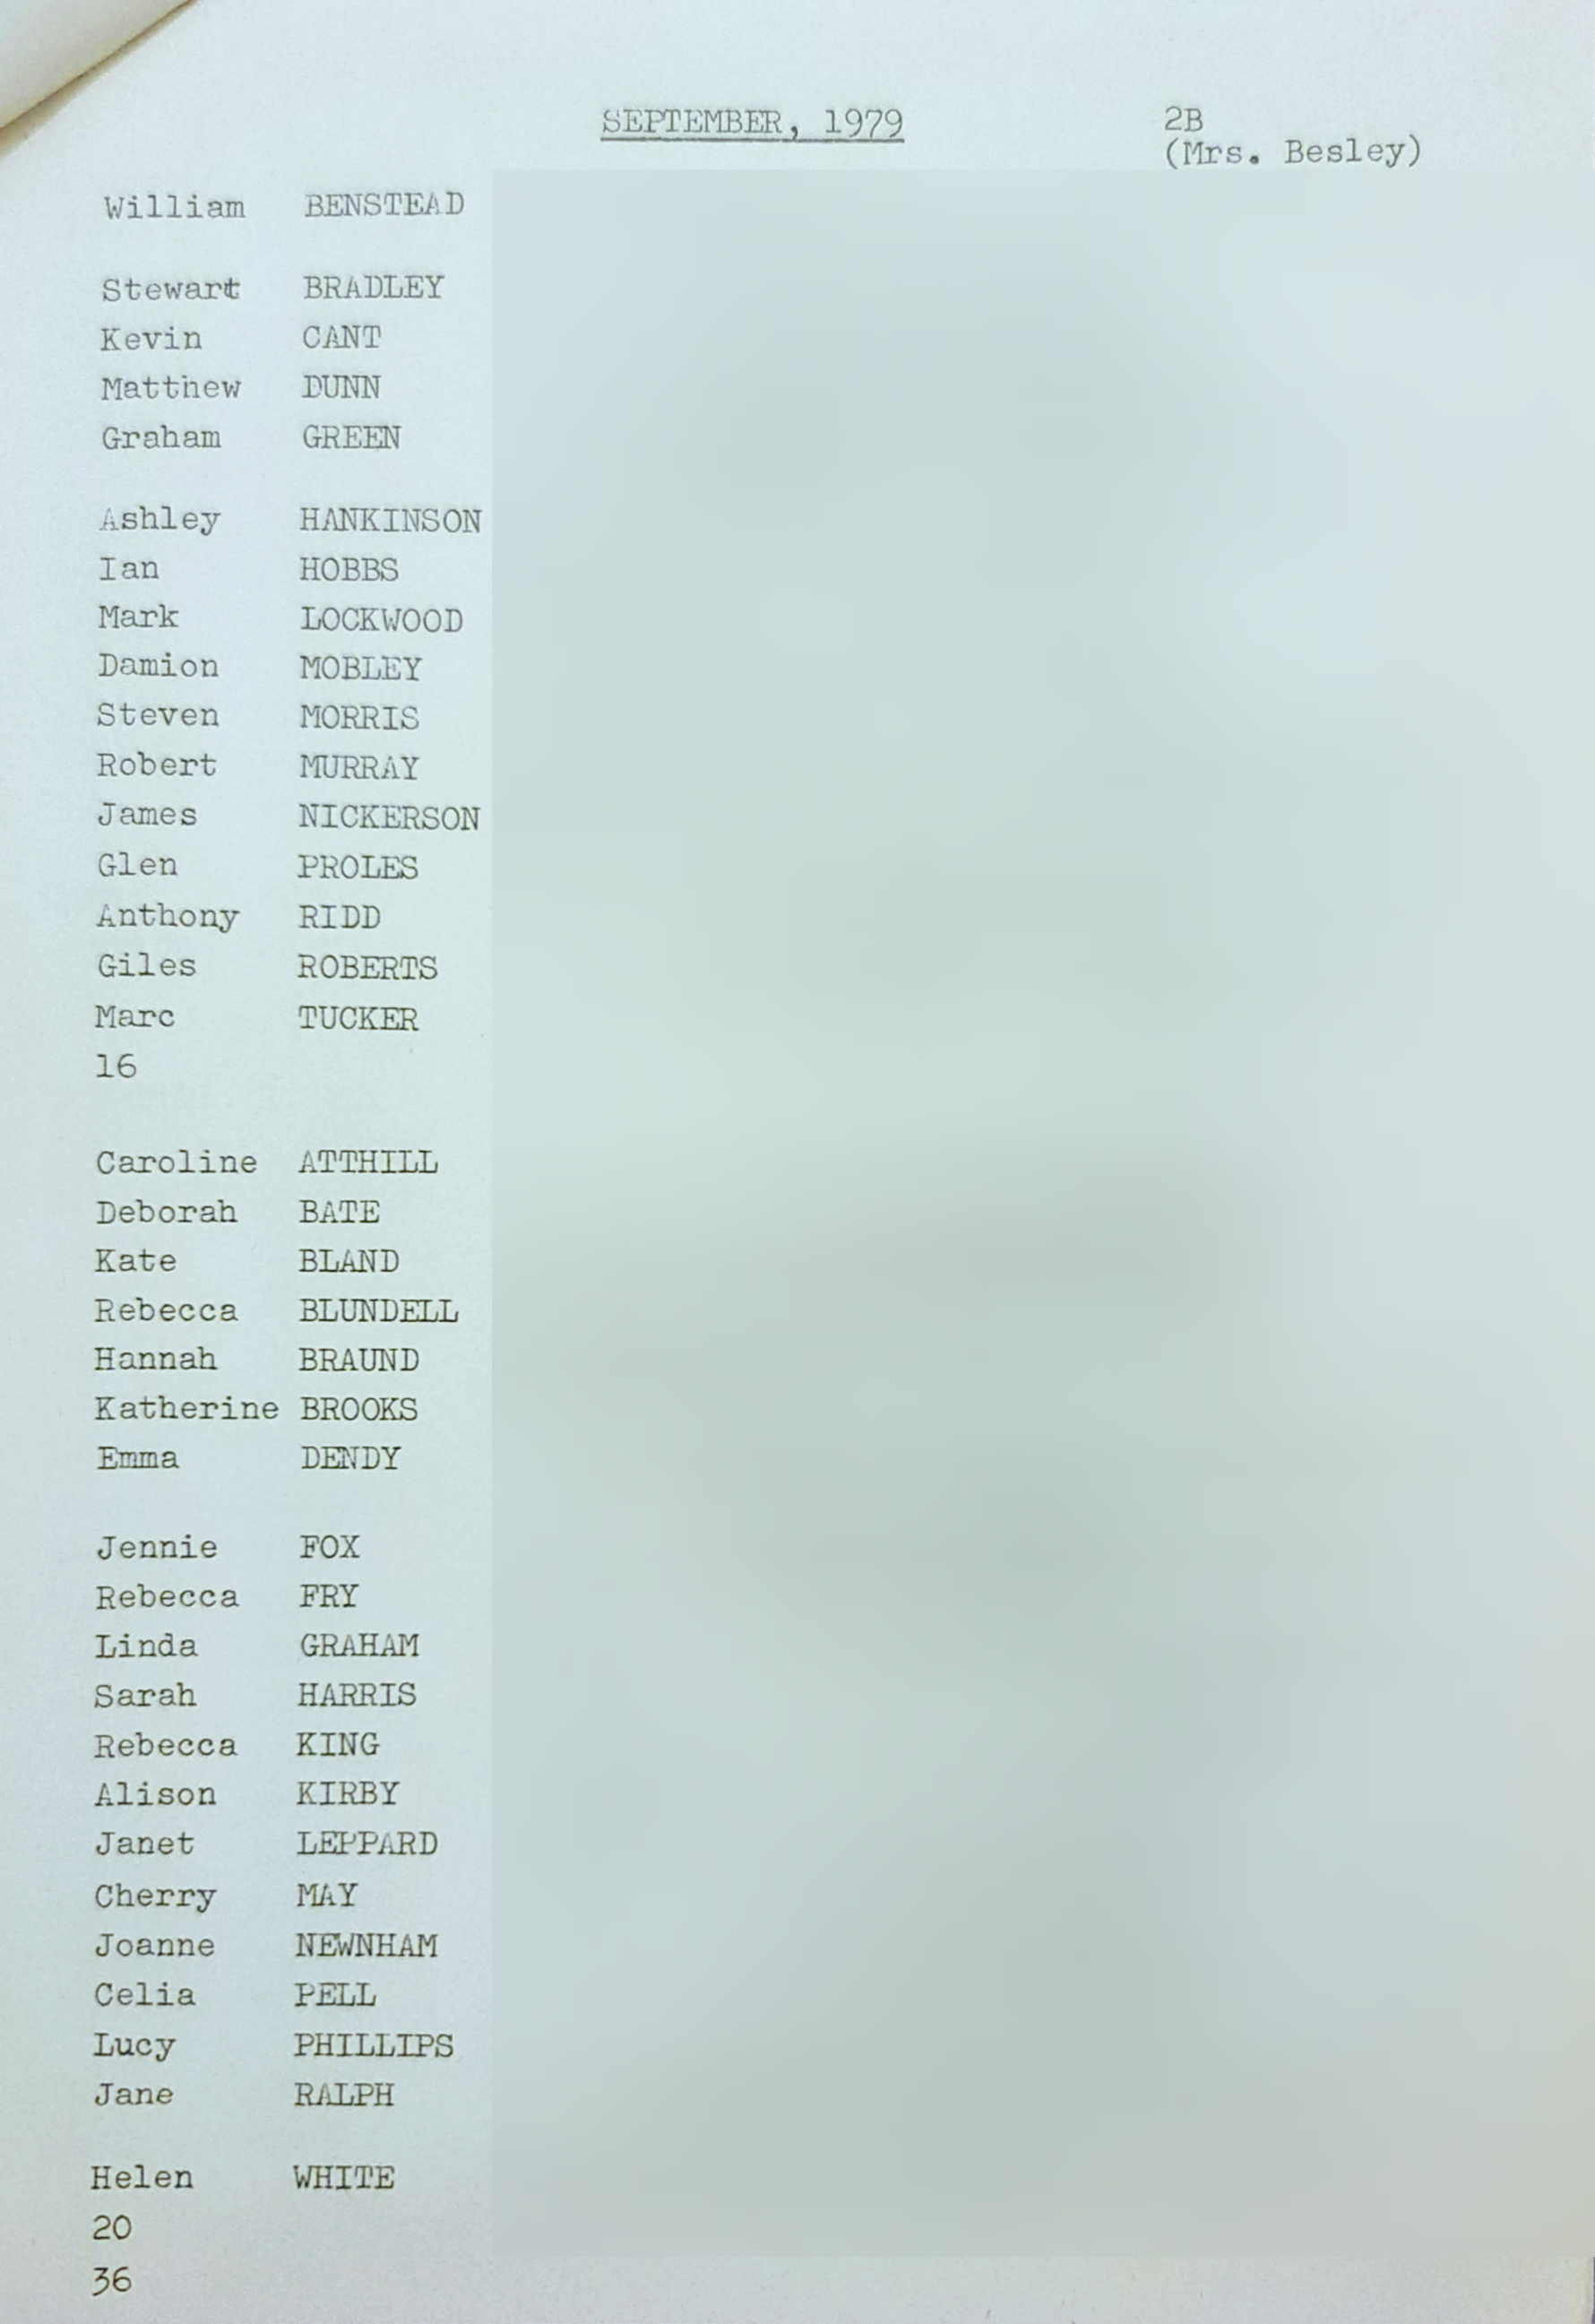 SEPTEMBER, 1979
2B
(Mrs. Besley)
William BENSTEAD
Stewart BRADLEY
Kevin CANT
Matthew DUNN
Graham GREEN
Ashley HANKINSON
Ian HOBBS
Mark LOCKWOOD
Damion MOBLEY
Steven MORRIS
Robert MURRAY
James NICKERSON
Glen PROLES
Anthony RIDD
Giles ROBERTS
Marc TUCKER
16
Caroline ATTHILL
Deborah BATE
Kate BLAND
Rebecca BLUNDELL
Hannah BRAUND
Katherine BROOKS
Emma DENDY
Jennie FOX
Rebecca FRY
Linda GRAHAM
Sarah HARRIS
Rebecca KING
Alison KIRBY
Janet LEPPARD
Cherry MAY
Joanne NEWNHAM
Celia PELL
Lucy PHILLIPS
Jane RALPH
Helen WHITE
20
36